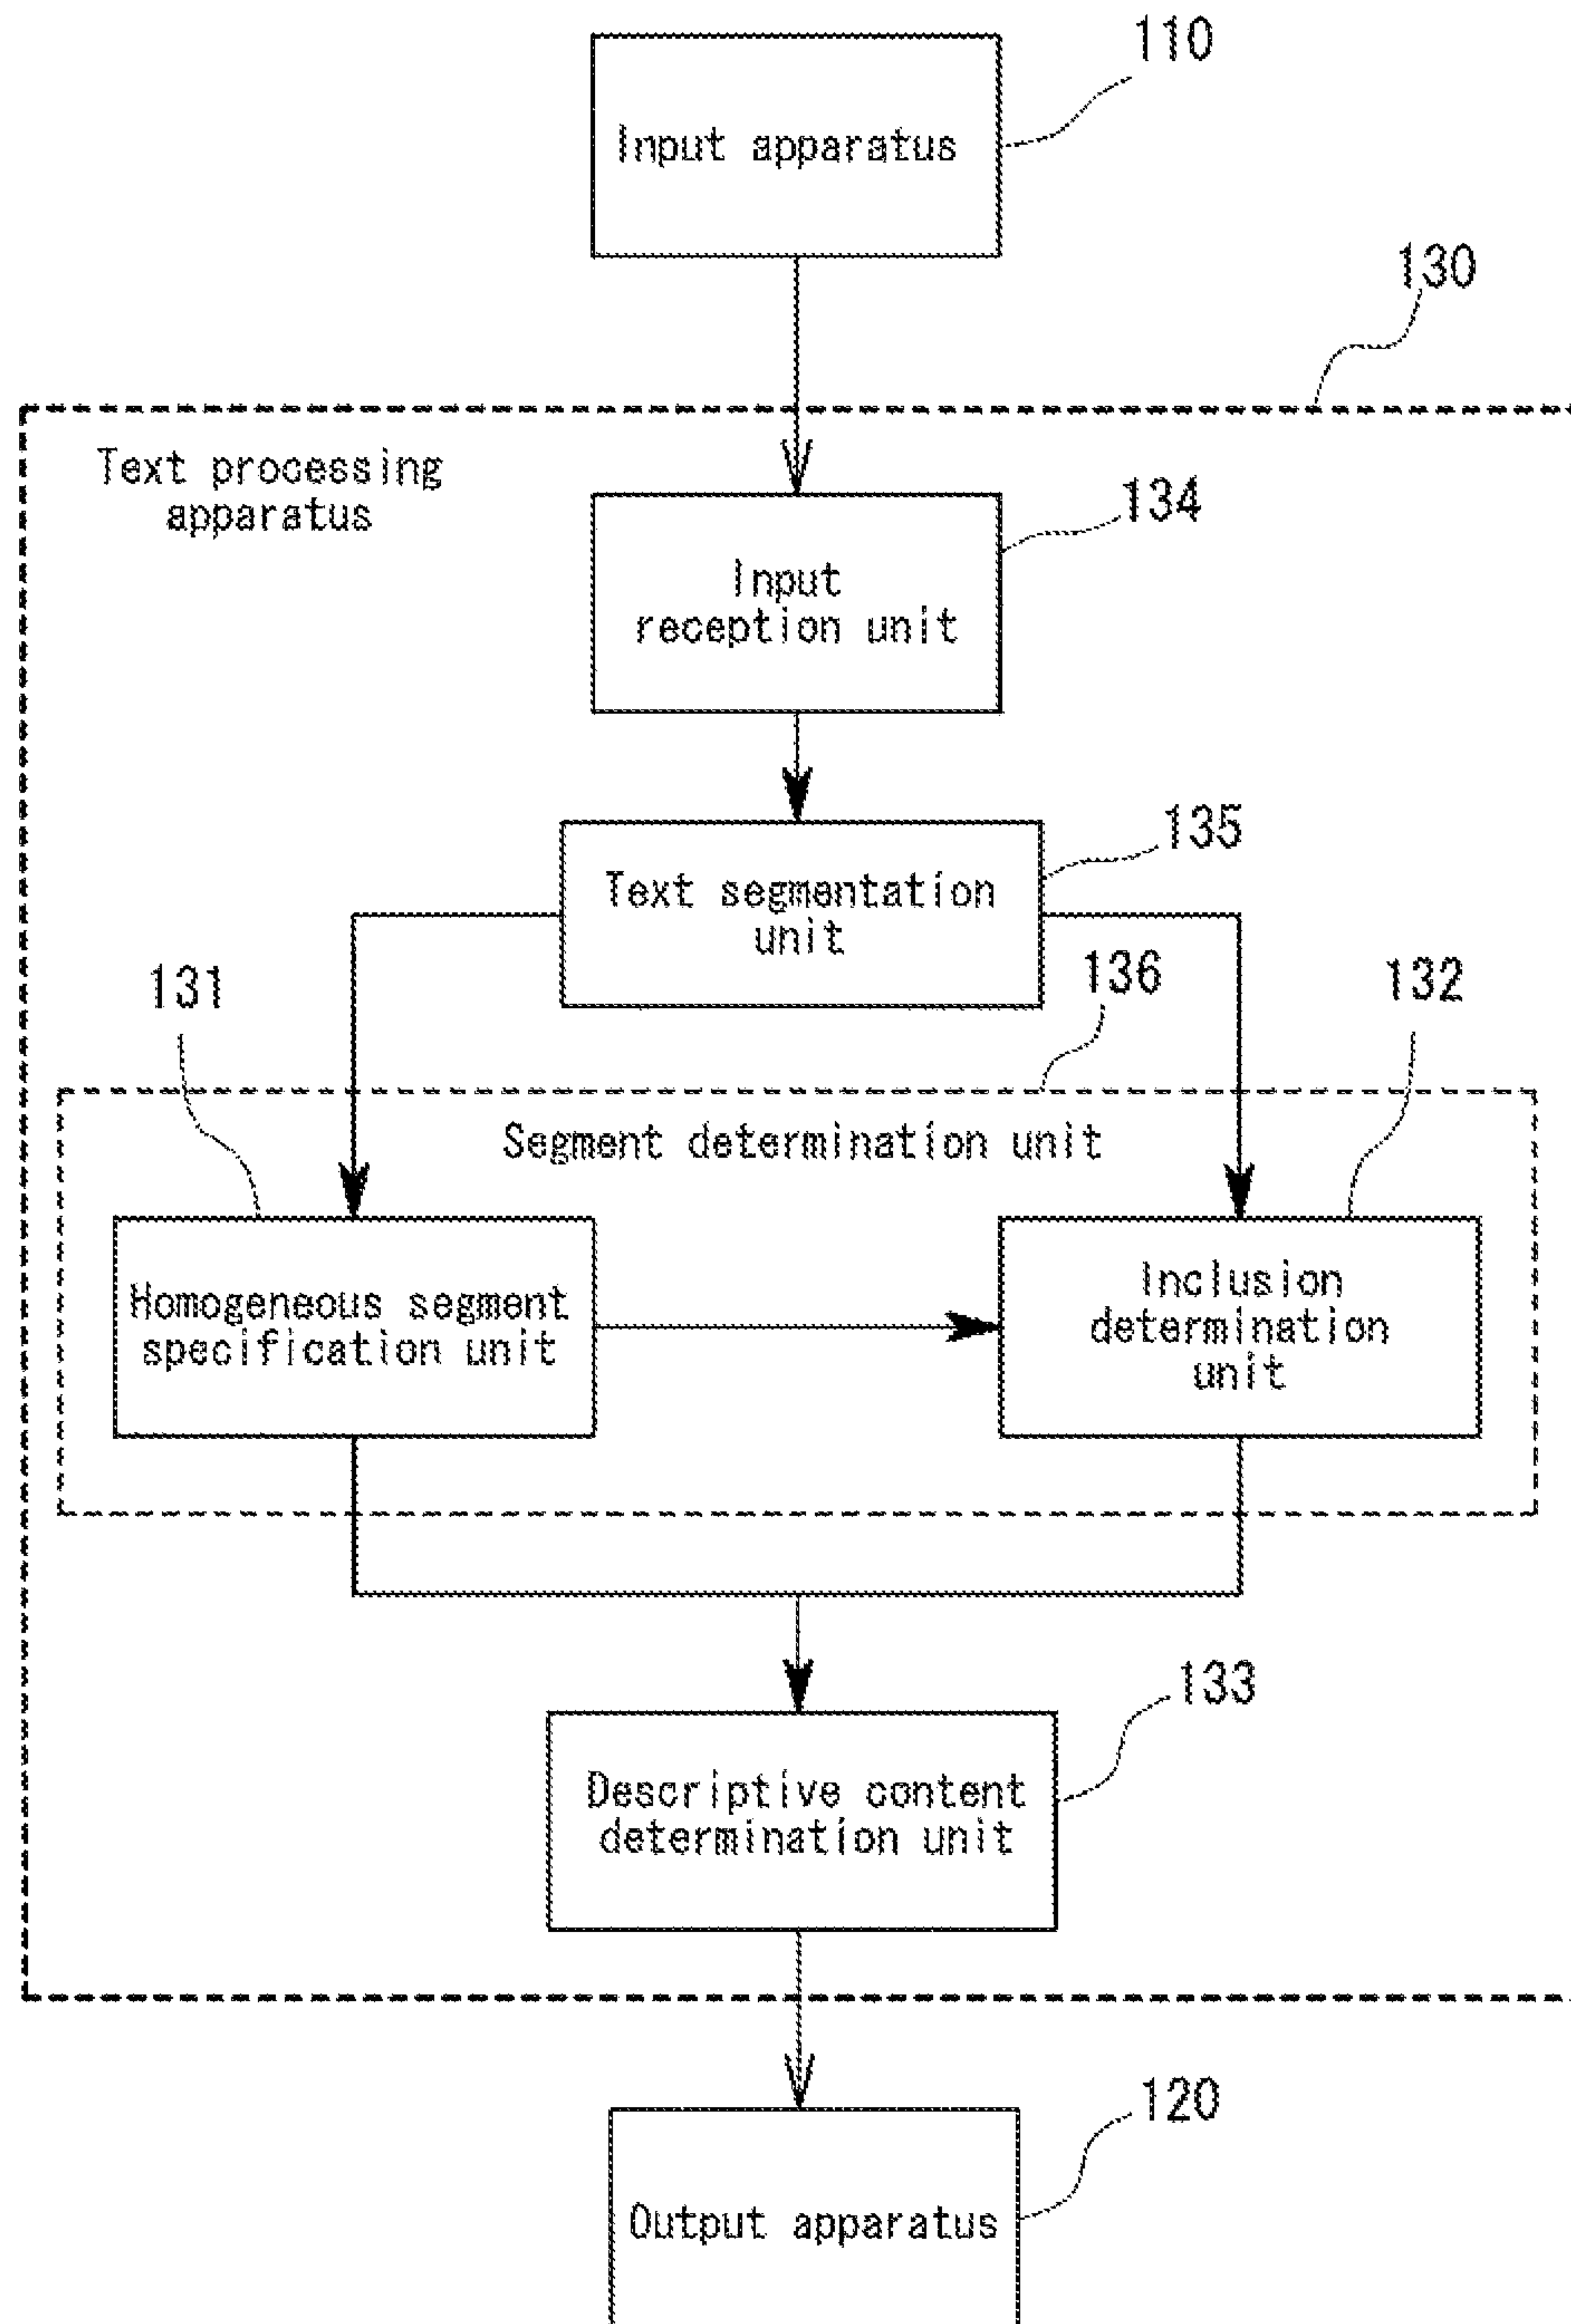 110
Input apparatus
130
Text processing
apparatus
134
Input
reception unit
135
Text segmentation
unit
136
131
132
Segment determination unit
Homogeneous segment
specification unit
Inclusion
determination
unit
133
Descriptive content
determination unit
120
Output apparatus